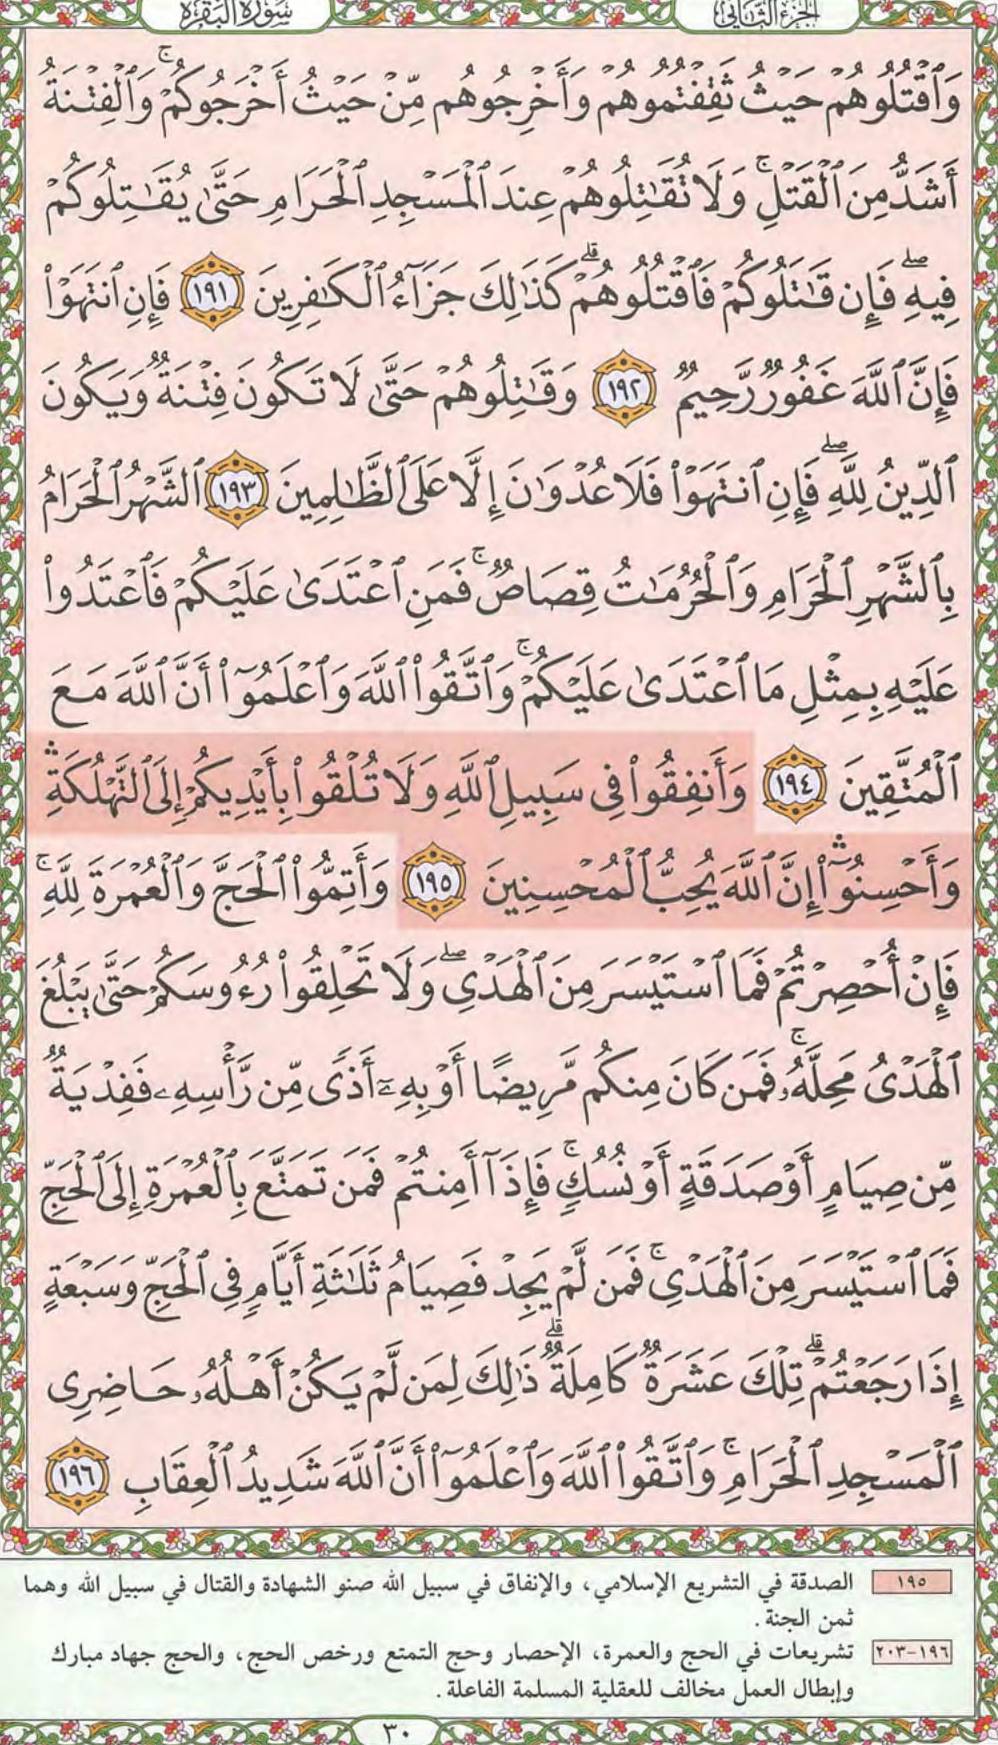 الجزء الثاني
سورة البقرة
وَٱقۡتُلُوهُمۡ حَيۡثُ ثَقِفۡتُمُوهُمۡ وَأَخۡرِجُوهُم مِّنۡ حَيۡثُ أَخۡرَجُوكُمۡۚ وَٱلۡفِتۡنَةُ
أَشَدُّ مِنَ ٱلۡقَتۡلِۚ وَلَا تُقَٰتِلُوهُمۡ عِندَ ٱلۡمَسۡجِدِ ٱلۡحَرَامِ حَتَّىٰ يُقَٰتِلُوكُمۡ
فِيهِۖ فَإِن قَٰتَلُوكُمۡ فَٱقۡتُلُوهُمۡۗ كَذَٰلِكَ جَزَآءُ ٱلۡكَٰفِرِينَ ١٩١ فَإِنِ ٱنتَهَوۡاْ
فَإِنَّ ٱللَّهَ غَفُورٞ رَّحِيمٞ ١٩٢ وَقَٰتِلُوهُمۡ حَتَّىٰ لَا تَكُونَ فِتۡنَةٞ وَيَكُونَ
ٱلدِّينُ لِلَّهِۖ فَإِنِ ٱنتَهَوۡاْ فَلَا عُدۡوَٰنَ إِلَّا عَلَى ٱلظَّٰلِمِينَ ١٩٣ ٱلشَّهۡرُ ٱلۡحَرَامُ
بِٱلشَّهۡرِ ٱلۡحَرَامِ وَٱلۡحُرُمَٰتُ قِصَاصٞۚ فَمَنِ ٱعۡتَدَىٰ عَلَيۡكُمۡ فَٱعۡتَدُواْ
عَلَيۡهِ بِمِثۡلِ مَا ٱعۡتَدَىٰ عَلَيۡكُمۡۚ وَٱتَّقُواْ ٱللَّهَ وَٱعۡلَمُوٓاْ أَنَّ ٱللَّهَ مَعَ
ٱلۡمُتَّقِينَ ١٩٤ وَأَنفِقُواْ فِي سَبِيلِ ٱللَّهِ وَلَا تُلۡقُواْ بِأَيۡدِيكُمۡ إِلَى ٱلتَّهۡلُكَةِۛ
وَأَحۡسِنُوٓاْۛ إِنَّ ٱللَّهَ يُحِبُّ ٱلۡمُحۡسِنِينَ ١٩٥ وَأَتِمُّواْ ٱلۡحَجَّ وَٱلۡعُمۡرَةَ لِلَّهِۚ
فَإِنۡ أُحۡصِرۡتُمۡ فَمَا ٱسۡتَيۡسَرَ مِنَ ٱلۡهَدۡيِۖ وَلَا تَحۡلِقُواْ رُءُوسَكُمۡ حَتَّىٰ يَبۡلُغَ
ٱلۡهَدۡيُ مَحِلَّهُۥۚ فَمَن كَانَ مِنكُم مَّرِيضًا أَوۡ بِهِۦٓ أَذٗى مِّن رَّأۡسِهِۦ فَفِدۡيَةٞ
مِّن صِيَامٍ أَوۡ صَدَقَةٍ أَوۡ نُسُكٖۚ فَإِذَآ أَمِنتُمۡ فَمَن تَمَتَّعَ بِٱلۡعُمۡرَةِ إِلَى ٱلۡحَجِّ
فَمَا ٱسۡتَيۡسَرَ مِنَ ٱلۡهَدۡيِۚ فَمَن لَّمۡ يَجِدۡ فَصِيَامُ ثَلَٰثَةِ أَيَّامٖ فِي ٱلۡحَجِّ وَسَبۡعَةٍ
إِذَا رَجَعۡتُمۡۗ تِلۡكَ عَشَرَةٞ كَامِلَةٞۗ ذَٰلِكَ لِمَن لَّمۡ يَكُنۡ أَهۡلُهُۥ حَاضِرِي
ٱلۡمَسۡجِدِ ٱلۡحَرَامِۚ وَٱتَّقُواْ ٱللَّهَ وَٱعۡلَمُوٓاْ أَنَّ ٱللَّهَ شَدِيدُ ٱلۡعِقَابِ ١٩٦
١٩٥ الصدقة في التشريع الإسلامي، والإنفاق في سبيل الله صنو الشهادة والقتال في سبيل الله وهما
ثمن الجنة.
١٩٦-٢٠٣ تشريعات في الحج والعمرة، الإحصار وحج التمتع ورخص الحج، والحج جهاد مبارك
وإبطال العمل مخالف للعقلية المسلمة الفاعلة.
٣٠